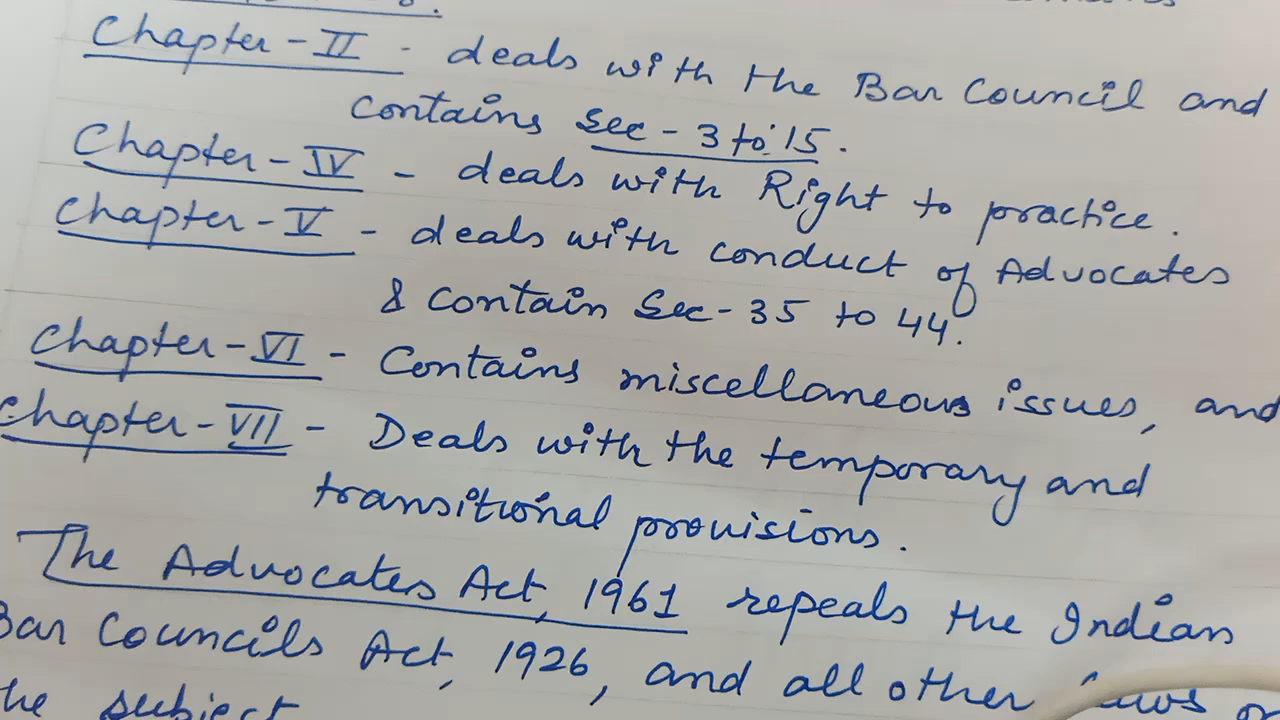 Chapter-II - deals with the Bar Council and
contains Sec-3 to 15.
Chapter-IV - deals with Right to practice.
Chapter-V - deals with conduct of Advocates
& contain Sec-35 to 44.
Chapter-VI - Contains miscellaneous issues, and
Chapter-VII - Deals with the temporary and
transitional provisions.
The Advocates Act, 1961 repeals the Indian
Bar Councils Act, 1926, and all other laws
the subject